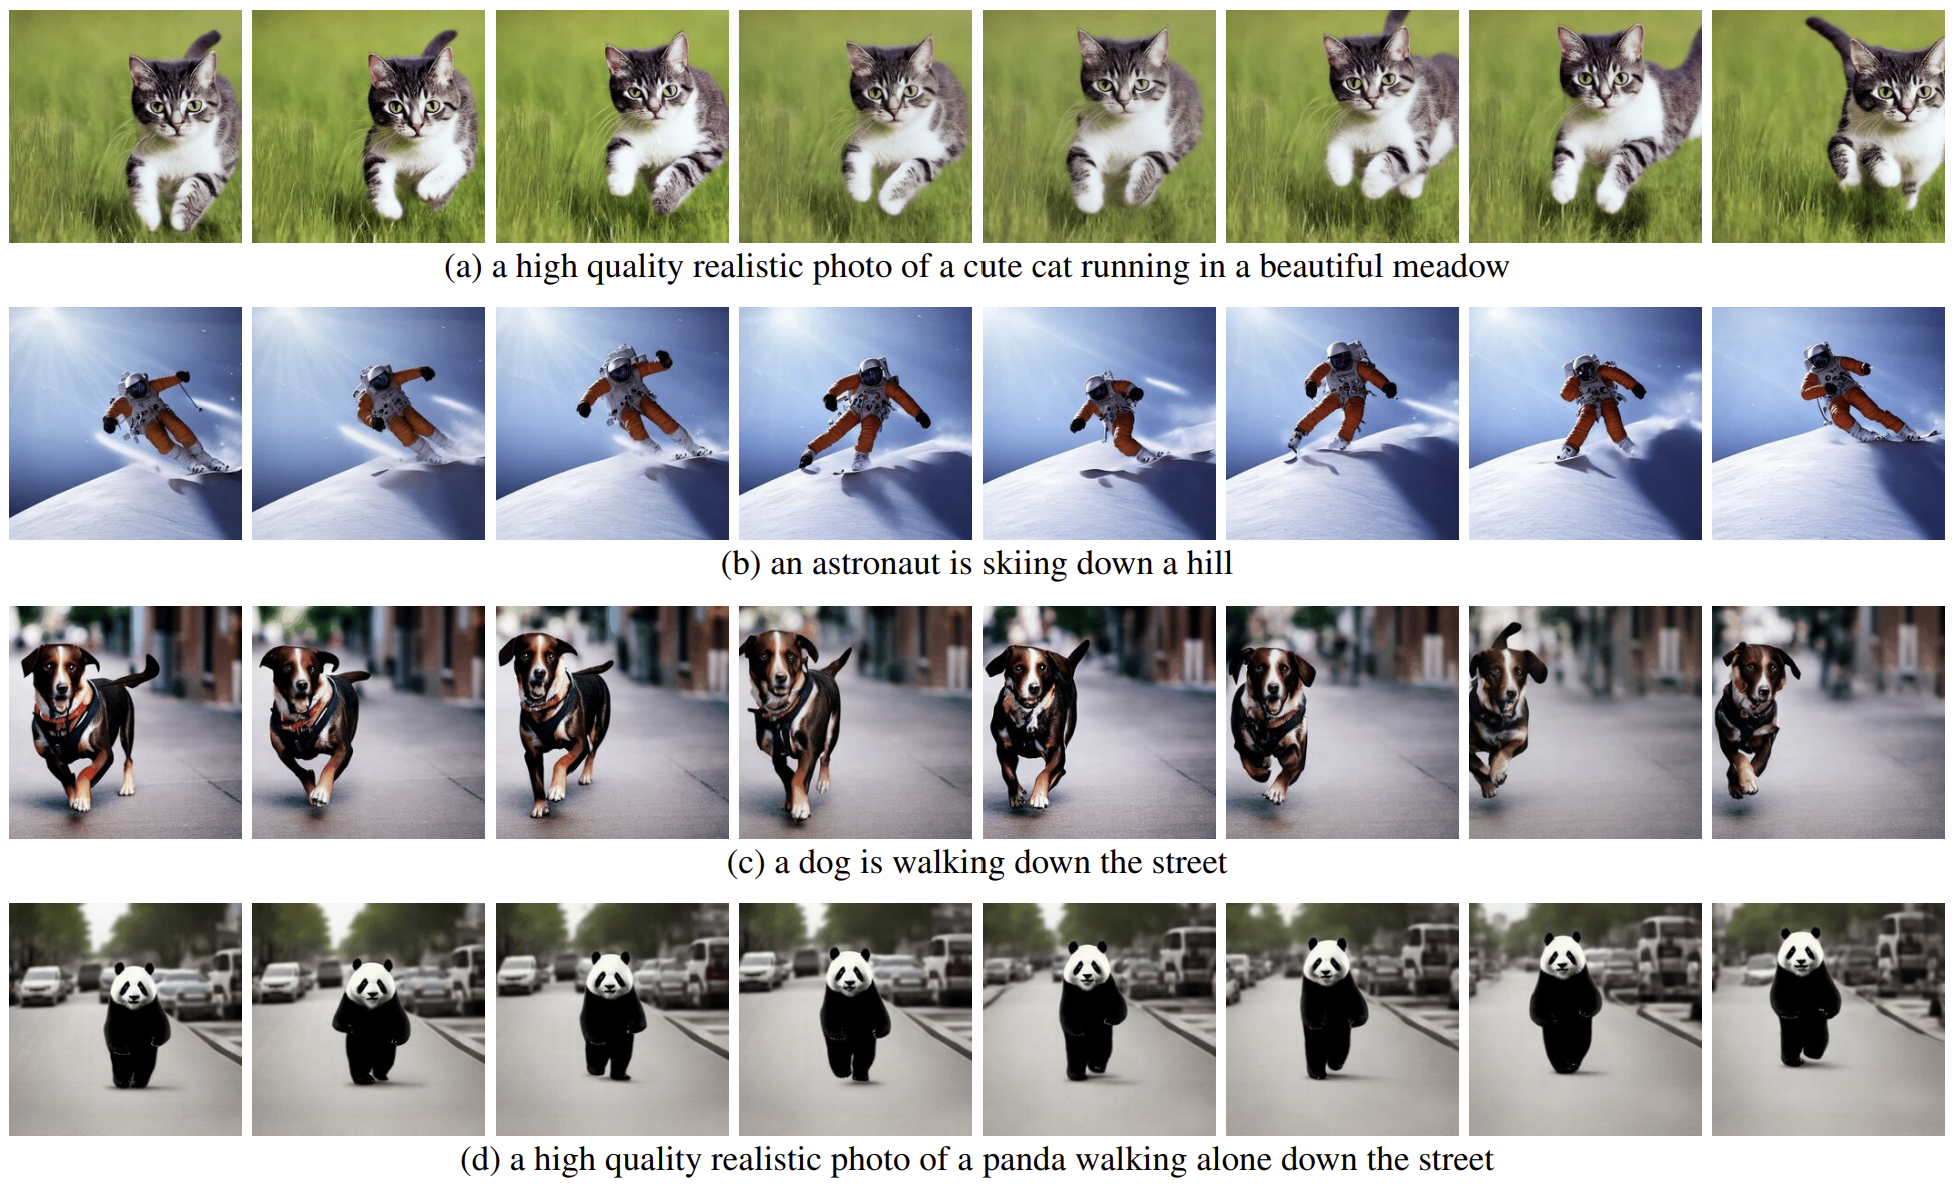 (a) a high quality realistic photo of a cute cat running in a beautiful meadow
(b) an astronaut is skiing down a hill
(c) a dog is walking down the street
(d) a high quality realistic photo of a panda walking alone down the street